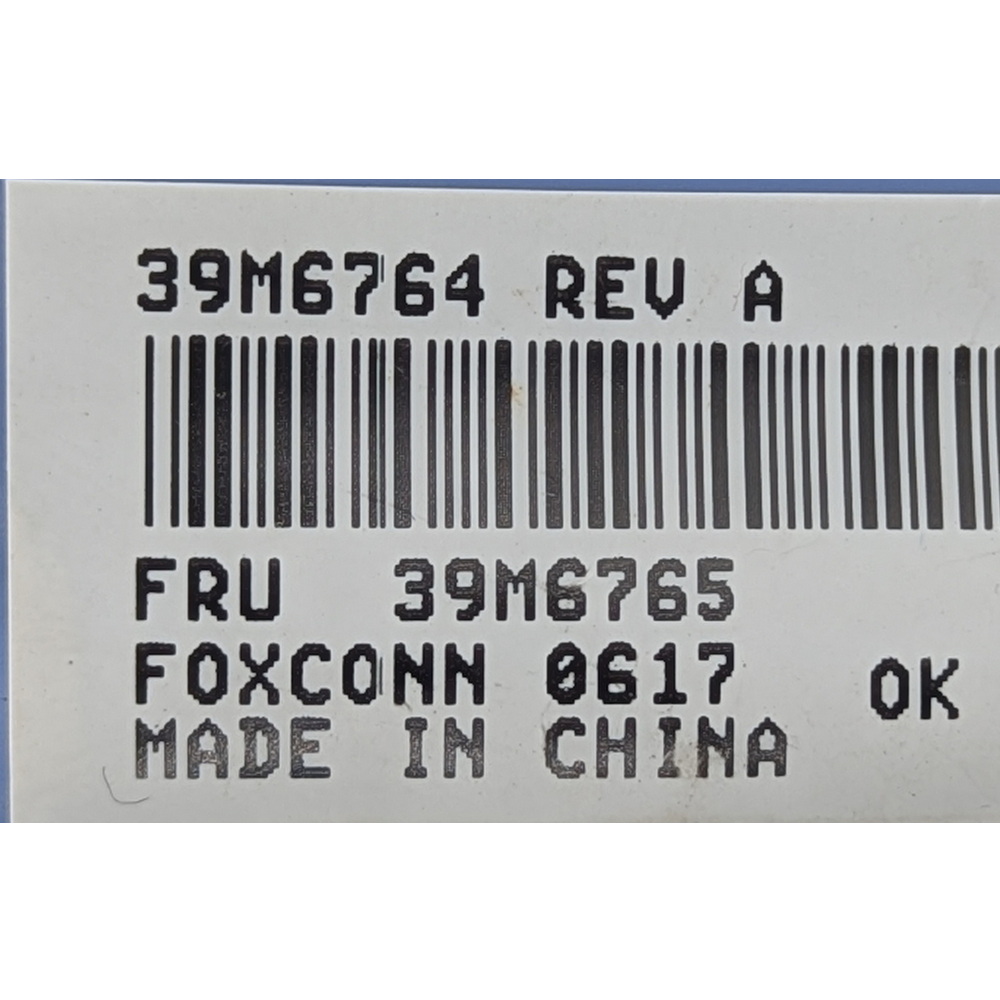 39M6764 REV A
FRU 39M6765
FOXCONN 0617 OK
MADE IN CHINA